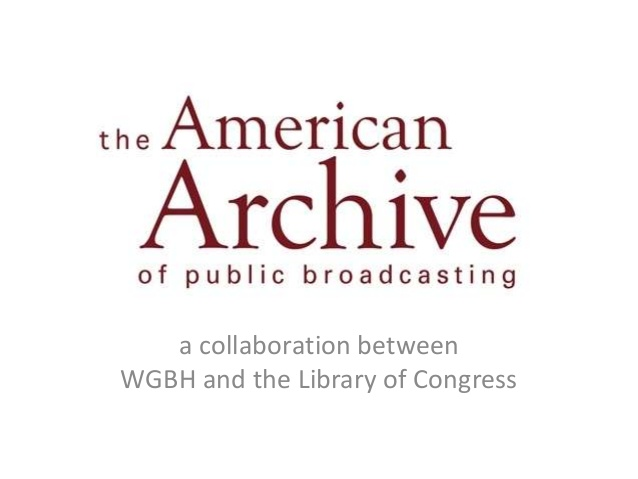 the American
Archive
of public broadcasting
a collaboration between
WGBH and the Library of Congress